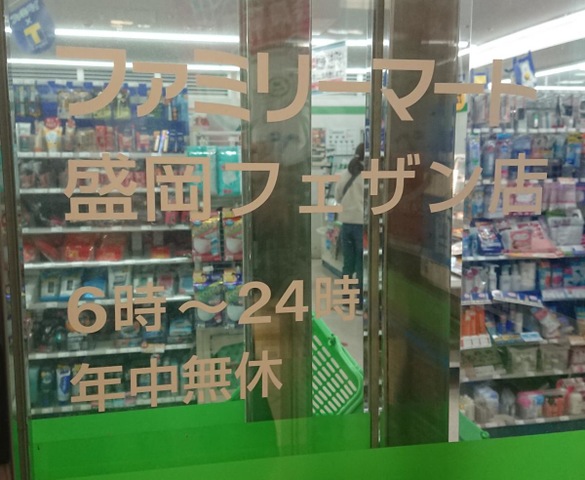 ファミリーマート
盛岡フェザン店
6時～24時
年中無休